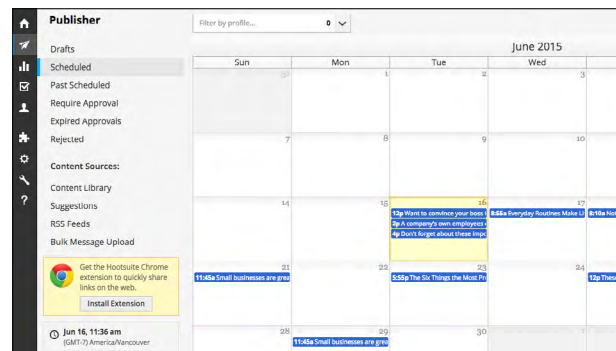 Publisher
Filter by profile... 0
Drafts
Scheduled
Past Scheduled
Require Approval
Expired Approvals
Rejected
Content Sources:
Content Library
Suggestions
RSS Feeds
Bulk Message Upload
Get the Hootsuite Chrome
extension to quickly share
links on the web.
Install Extension
Jun 16, 11:36 am
(GMT-7) America/Vancouver
June 2015
Sun Mon Tue Wed
31 1 2 3
7 8 9 10
14 15 16 17
12p Want to convince your boss
2p A company's own employees
4p Don't forget about these
8:55a Everyday Routines Make
8:10a
21 22 23 24
11:45a Small businesses are grea
5:55p The Six Things the Most
12p
28 29 30 1
11:45a Small businesses are grea
?